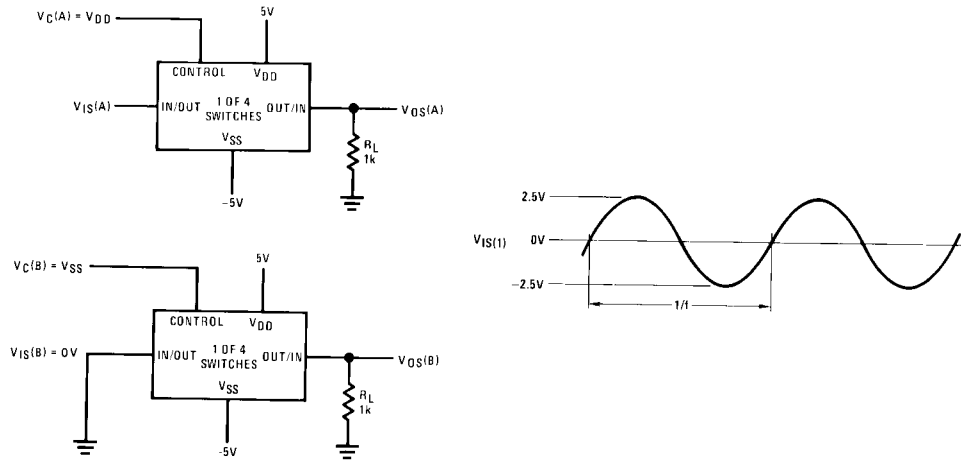 VC(A) = VDD
5V
CONTROL
VDD
VIS(A)
IN/OUT
1 OF 4
SWITCHES
OUT/IN
VOS(A)
VSS
RL
1k
-5V
VC(B) = VSS
5V
CONTROL
VDD
VIS(B) = 0V
IN/OUT
1 OF 4
SWITCHES
OUT/IN
VOS(B)
VSS
RL
1k
-5V
2.5V
VIS(1)
0V
-2.5V
1/f